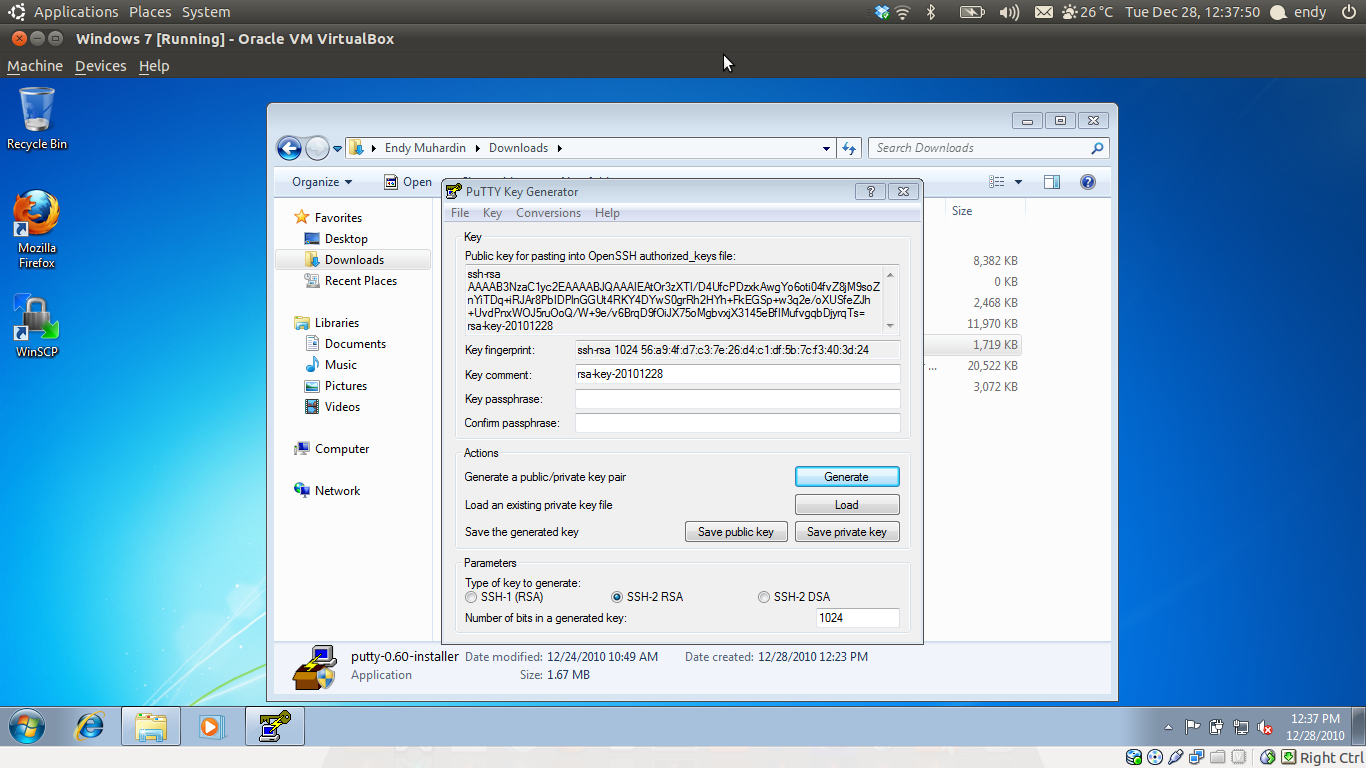 Applications Places System
26 °C Tue Dec 28, 12:37:50 endy
Windows 7 [Running] - Oracle VM VirtualBox
Machine Devices Help
Recycle Bin
Mozilla
Firefox
WinSCP
Endy Muhardin Downloads
Search Downloads
Organize Open
Favorites
Desktop
Downloads
Recent Places
Libraries
Documents
Music
Pictures
Videos
Computer
Network
Size
8,382 KB
0 KB
2,468 KB
11,970 KB
1,719 KB
... 20,522 KB
3,072 KB
PuTTY Key Generator
File Key Conversions Help
Key
Public key for pasting into OpenSSH authorized_keys file:
ssh-rsa
AAAAB3NzaC1yc2EAAAABJQAAAIEAtOr3zXTI/D4UfcPDzxkAwgYo6oti04fvZ8jM9soZ
nYiTDq+iRJAr8PbIDPlnGGUt4RKY4DYwS0grRh2HYh+FkEGSp+w3q2e/oXUSfeZJh
+UvdPnxWOJ5ruOoQ/W+9e/v6BrqD9fOiJX75oMgbvxjX3145eBfIMufvgqbDjyrqTs=
rsa-key-20101228
Key fingerprint: ssh-rsa 1024 56:a9:4f:d7:c3:7e:26:d4:c1:df:5b:7c:f3:40:3d:24
Key comment: rsa-key-20101228
Key passphrase:
Confirm passphrase:
Actions
Generate a public/private key pair Generate
Load an existing private key file Load
Save the generated key Save public key Save private key
Parameters
Type of key to generate:
SSH-1 (RSA) SSH-2 RSA SSH-2 DSA
Number of bits in a generated key: 1024
putty-0.60-installer Date modified: 12/24/2010 10:49 AM Date created: 12/28/2010 12:23 PM
Application Size: 1.67 MB
12:37 PM
12/28/2010
Right Ctrl